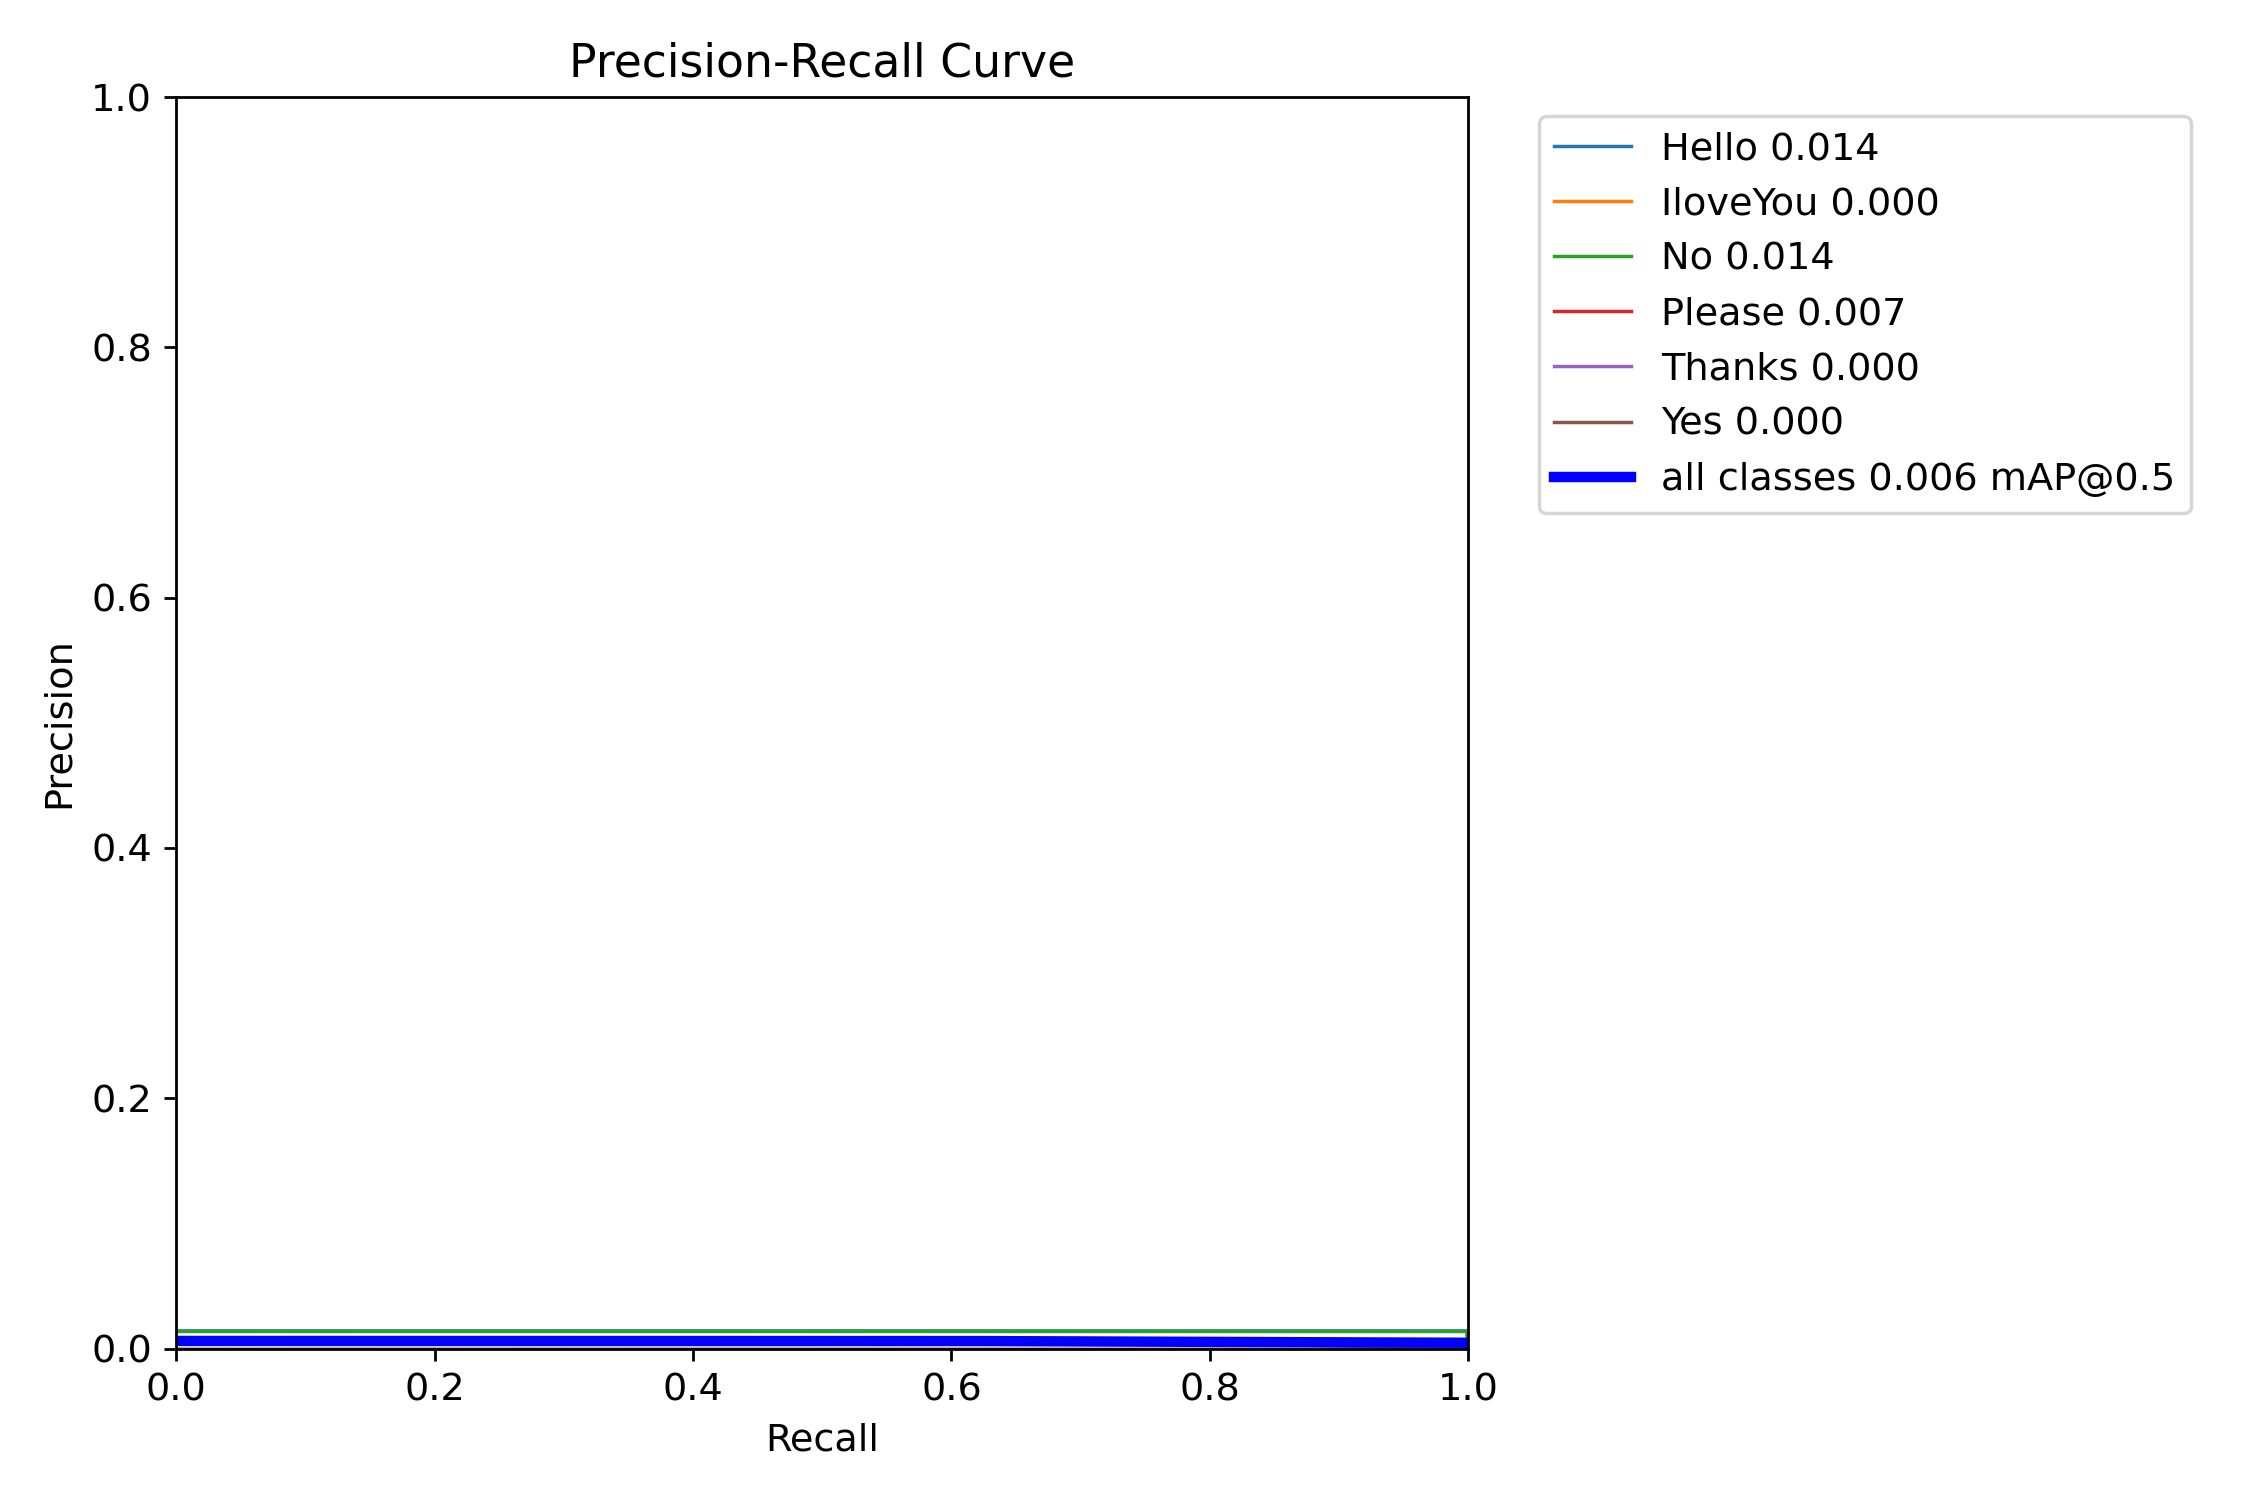 Precision-Recall Curve
1.0
0.8
0.6
0.4
0.2
0.0
Precision
0.0 0.2 0.4 0.6 0.8 1.0
Recall
Hello 0.014
IloveYou 0.000
No 0.014
Please 0.007
Thanks 0.000
Yes 0.000
all classes 0.006 mAP@0.5